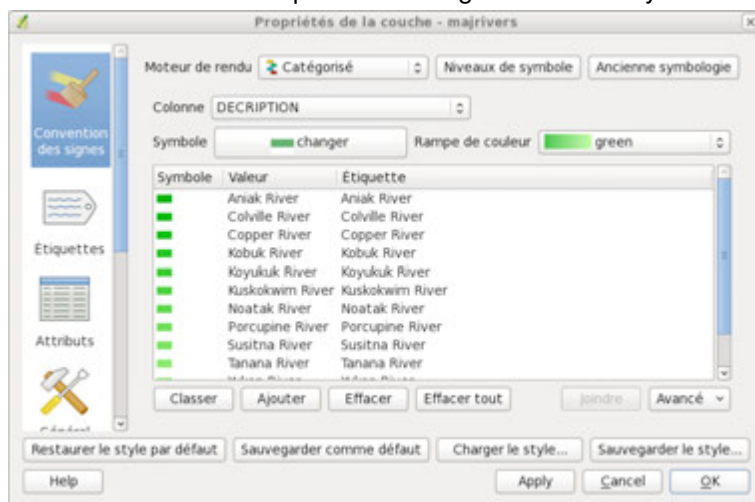 Propriétés de la couche - majrivers
Convention des signes
Étiquettes
Attributs
Général
Moteur de rendu Catégorisé Niveaux de symbole Ancienne symbologie
Colonne DECRIPTION
Symbole changer Rampe de couleur green
Symbole Valeur Étiquette
Aniak River Aniak River
Colville River Colville River
Copper River Copper River
Kobuk River Kobuk River
Koyukuk River Koyukuk River
Kuskokwim River Kuskokwim River
Noatak River Noatak River
Porcupine River Porcupine River
Susitna River Susitna River
Tanana River Tanana River
Classer Ajouter Effacer Effacer tout Joindre Avancé
Restaurer le style par défaut Sauvegarder comme défaut Charger le style... Sauvegarder le style...
Help Apply Cancel OK